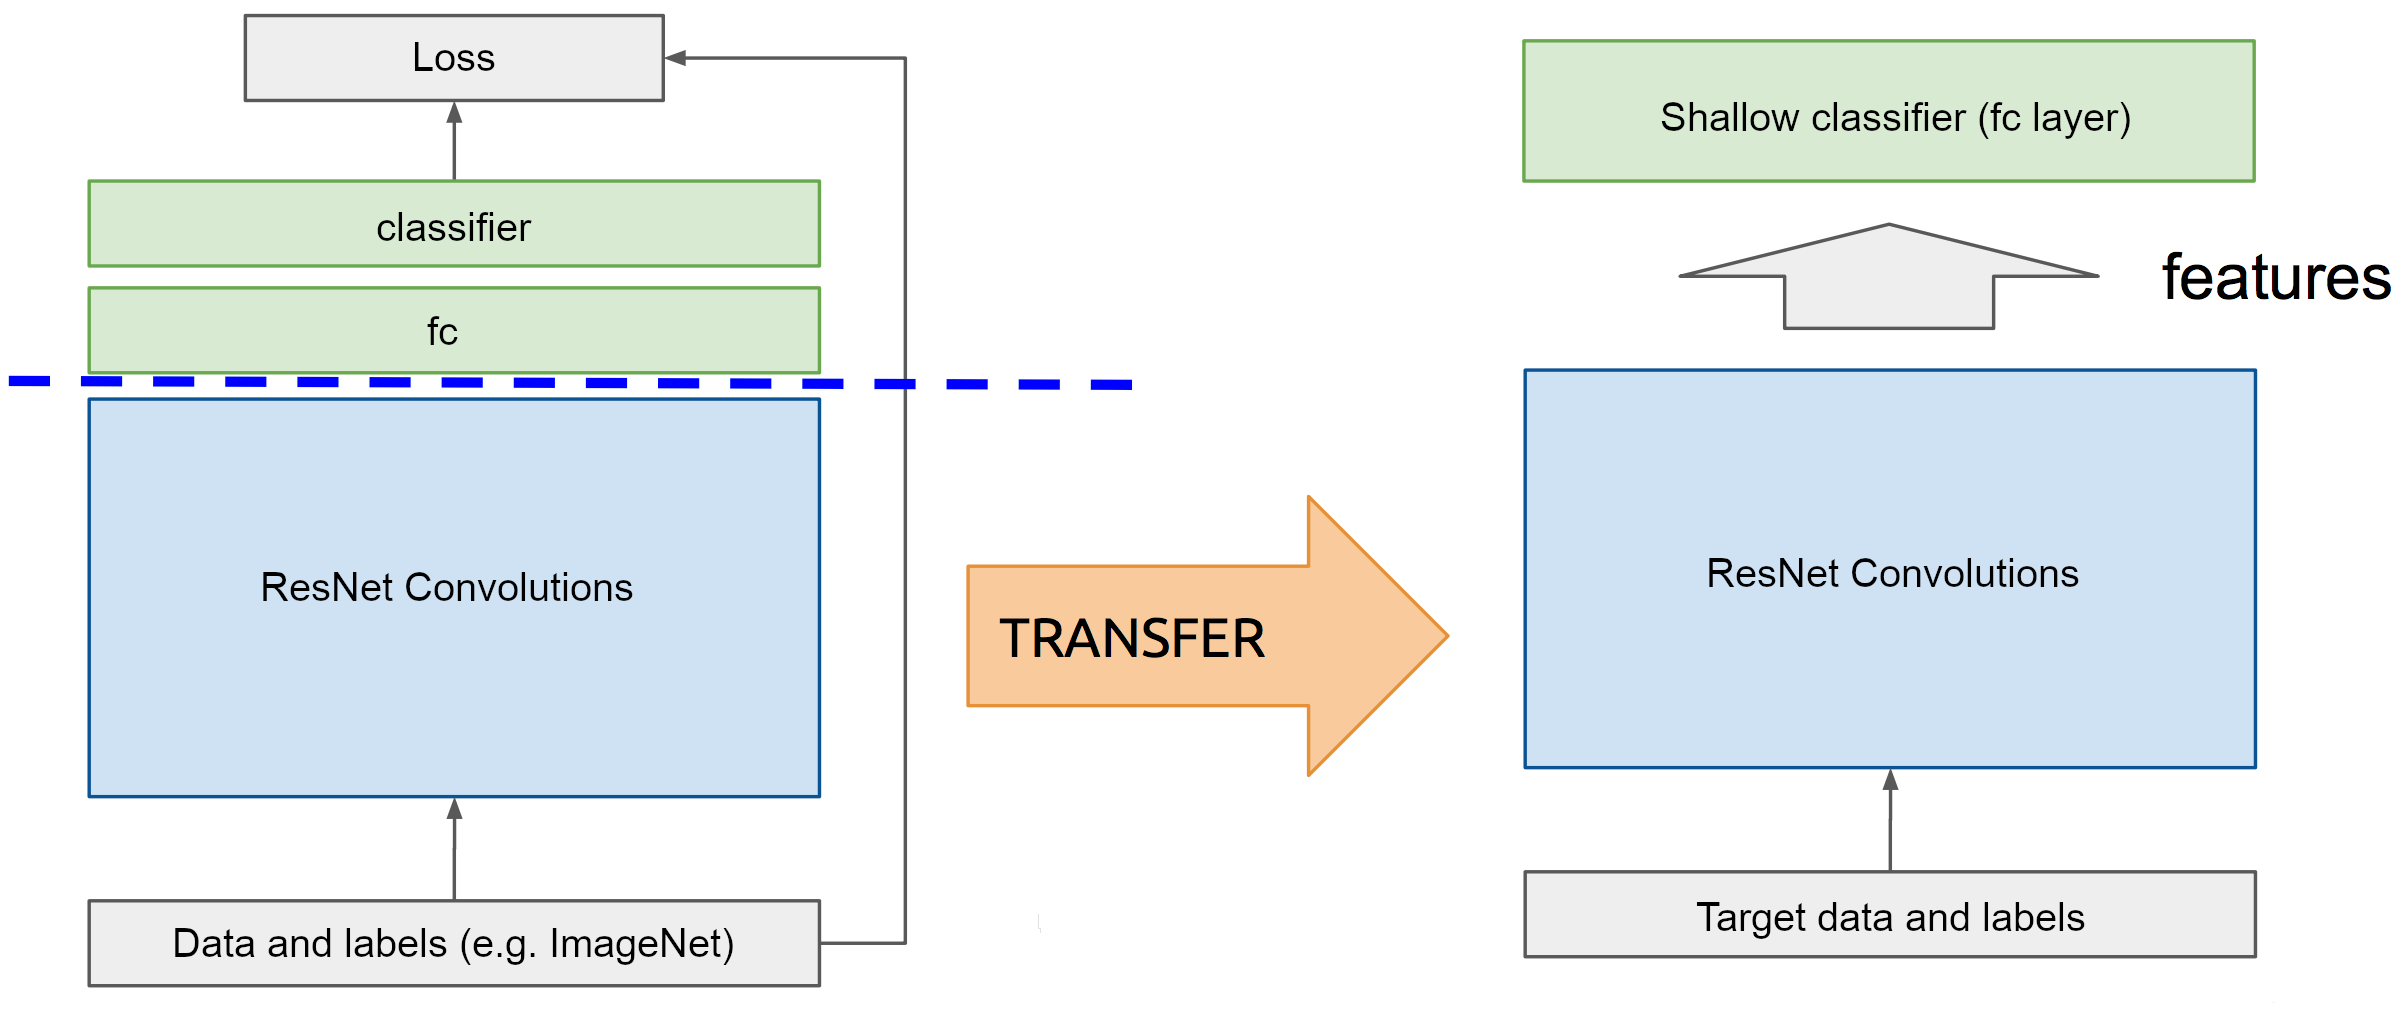 Loss
classifier
fc
ResNet Convolutions
Data and labels (e.g. ImageNet)
TRANSFER
Shallow classifier (fc layer)
features
ResNet Convolutions
Target data and labels